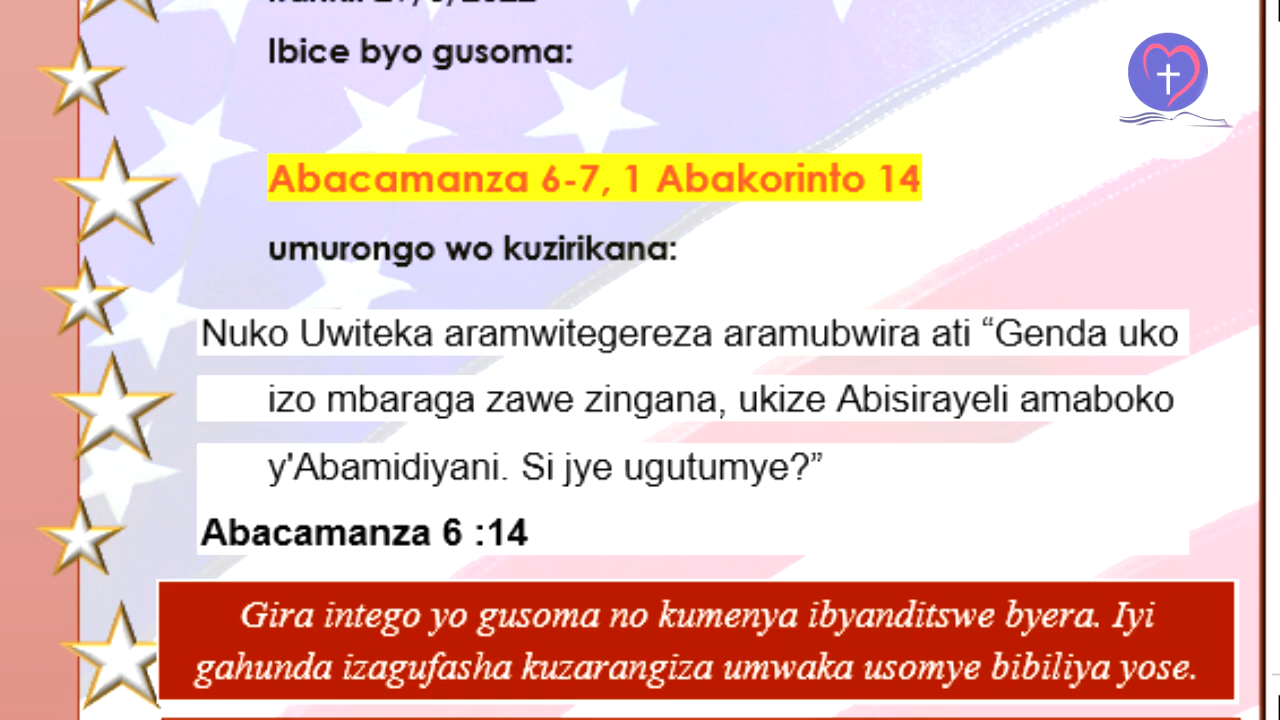 Ibice byo gusoma:
Abacamanza 6-7, 1 Abakorinto 14
umurongo wo kuzirikana:
Nuko Uwiteka aramwitegereza aramubwira ati “Genda uko
izo mbaraga zawe zingana, ukize Abisirayeli amaboko
y'Abamidiyani. Si jye ugutumye?”
Abacamanza 6 :14
Gira intego yo gusoma no kumenya ibyanditswe byera. Iyi
gahunda izagufasha kuzarangiza umwaka usomye bibiliya yose.